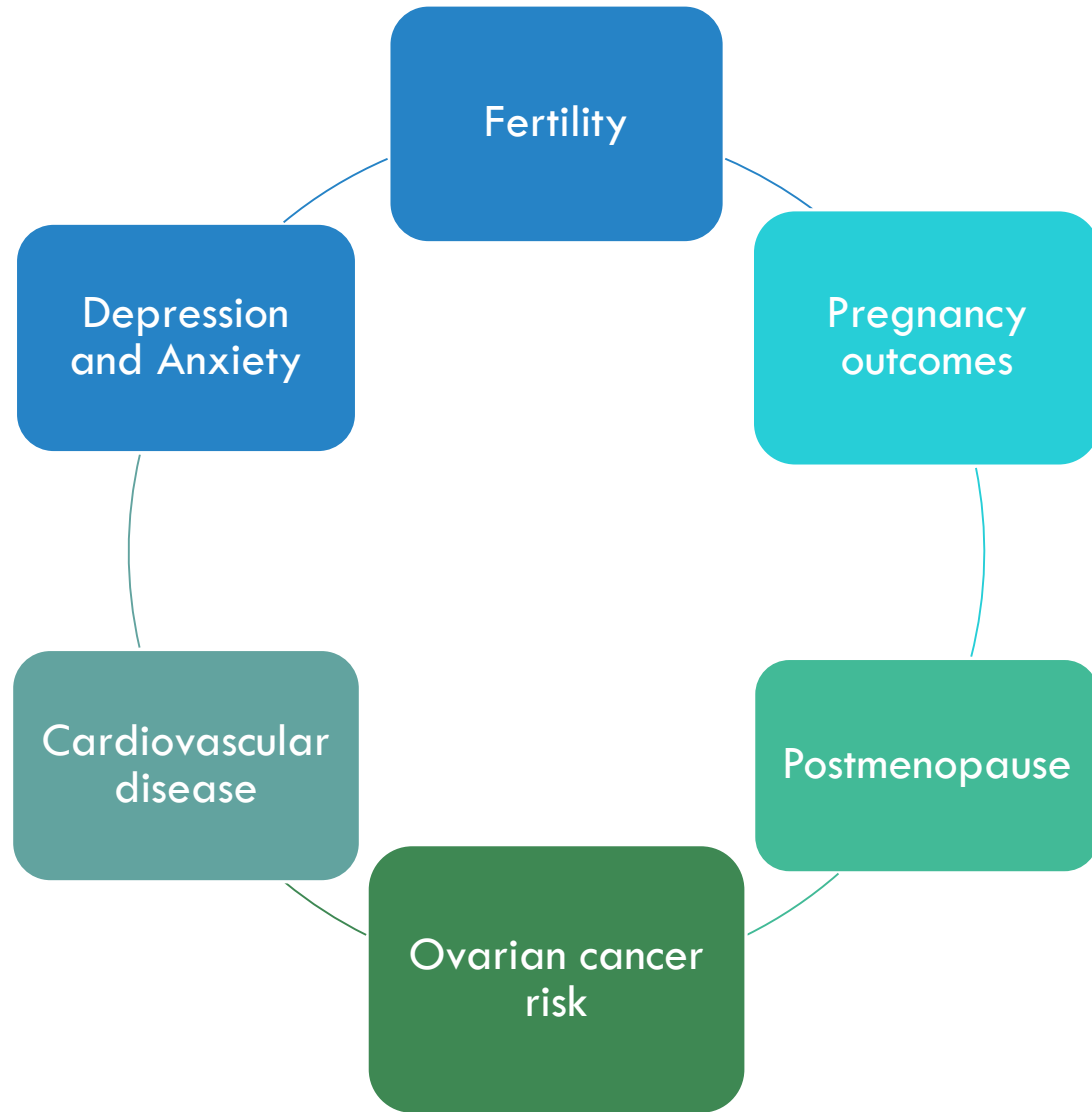 Fertility
Pregnancy
outcomes
Postmenopause
Ovarian cancer
risk
Cardiovascular
disease
Depression
and Anxiety